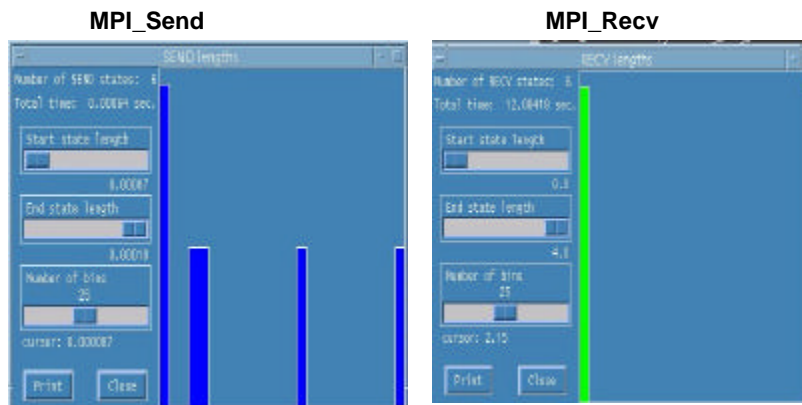 MPI_Send
MPI_Recv
SEND lengths
Number of SEND states: 6
Total time: 0.00064 sec.
Start state length
0.00007
End state length
0.00018
Number of bins
25
cursor: 0.000087
Print
Close
RECV lengths
Number of RECV states: 6
Total time: 12.00418 sec.
Start state length
0.0
End state length
4.0
Number of bins
25
cursor: 2.15
Print
Close